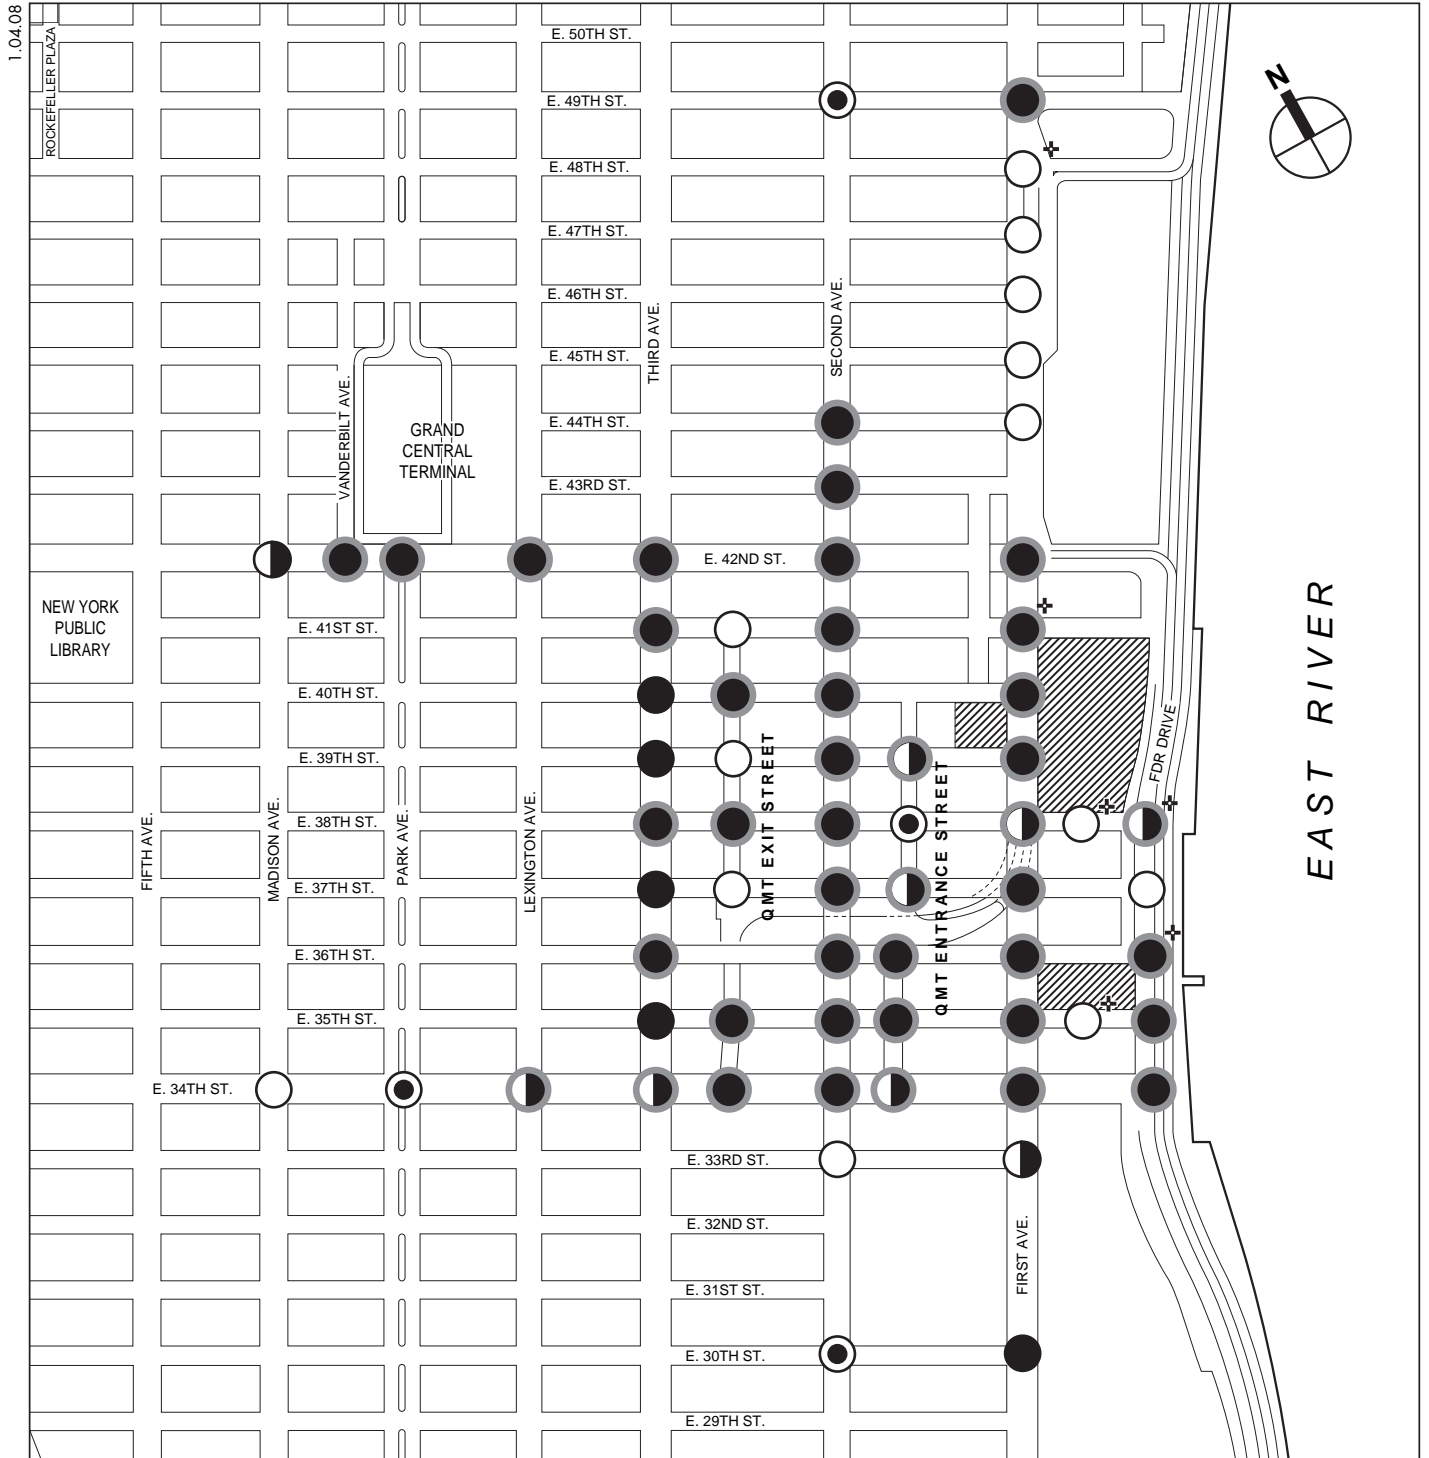 1.04.08
ROCKEFELLER PLAZA
E. 50TH ST.
E. 49TH ST.
E. 48TH ST.
E. 47TH ST.
E. 46TH ST.
E. 45TH ST.
E. 44TH ST.
E. 43RD ST.
E. 42ND ST.
N
THIRD AVE.
SECOND AVE.
VANDERBILT AVE.
GRAND
CENTRAL
TERMINAL
NEW YORK
PUBLIC
LIBRARY
E. 41ST ST.
E. 40TH ST.
E. 39TH ST.
E. 38TH ST.
E. 37TH ST.
E. 36TH ST.
E. 35TH ST.
E. 34TH ST.
FIFTH AVE.
MADISON AVE.
PARK AVE.
LEXINGTON AVE.
QMT EXIT STREET
QMT ENTRANCE STREET
FDR DRIVE
EAST RIVER
E. 33RD ST.
E. 32ND ST.
E. 31ST ST.
E. 30TH ST.
E. 29TH ST.
FIRST AVE.